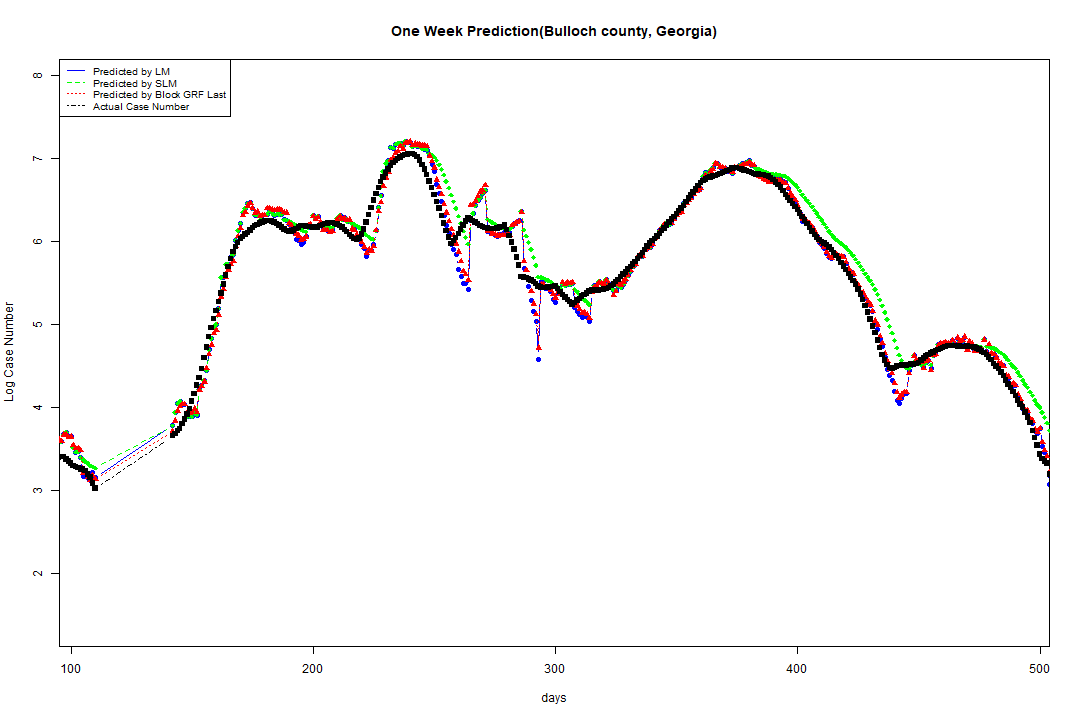 One Week Prediction(Bulloch county, Georgia)
Predicted by LM
Predicted by SLM
Predicted by Block GRF Last
Actual Case Number
8
7
6
5
4
3
2
Log Case Number
100 200 300 400 500
days